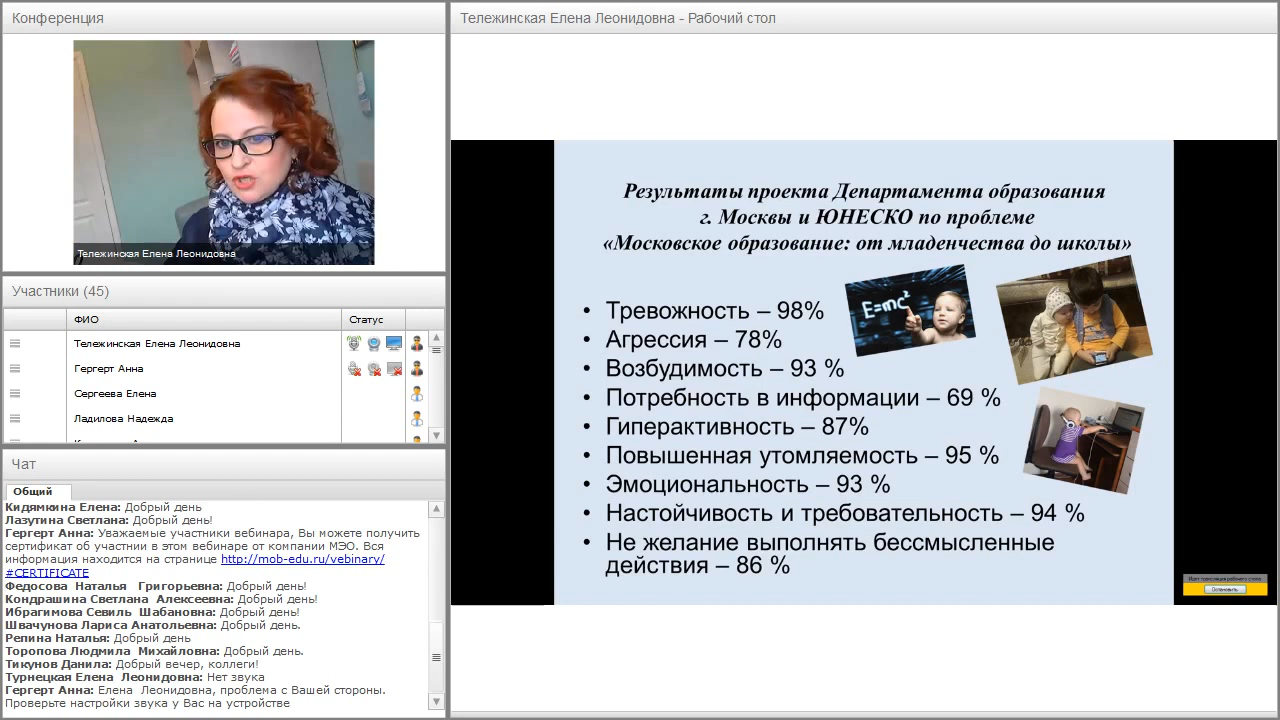 Конференция
Тележинская Елена Леонидовна
Участники (45)
ФИО
Статус
Тележинская Елена Леонидовна
Гергерт Анна
Сергеева Елена
Ладилова Надежда
Чат
Общий
Кидямкина Елена: Добрый день
Лазутина Светлана: Добрый день!
Гергерт Анна: Уважаемые участники вебинара, Вы можете получить
сертификат об участнии в этом вебинаре от компании МЭО. Вся
информация находится на странице http://mob-edu.ru/vebinary/
#CERTIFICATE
Федосова Наталья Григорьевна: Добрый день!
Кондрашина Светлана Алексеевна: Добрый день!
Ибрагимова Севиль Шабановна: Добрый день!
Швачунова Лариса Анатольевна: Добрый день.
Репина Наталья: Добрый день
Торопова Людмила Михайловна: Добрый день.
Тикунов Данила: Добрый вечер, коллеги!
Турнецкая Елена Леонидовна: Нет звука
Гергерт Анна: Елена Леонидовна, проблема с Вашей стороны.
Проверьте настройки звука у Вас на устройстве
Тележинская Елена Леонидовна - Рабочий стол
Результаты проекта Департамента образования
г. Москвы и ЮНЕСКО по проблеме
«Московское образование: от младенчества до школы»
E=mc²
• Тревожность – 98%
• Агрессия – 78%
• Возбудимость – 93 %
• Потребность в информации – 69 %
• Гиперактивность – 87%
• Повышенная утомляемость – 95 %
• Эмоциональность – 93 %
• Настойчивость и требовательность – 94 %
• Не желание выполнять бессмысленные
действия – 86 %
Идет трансляция рабочего стола
Остановить